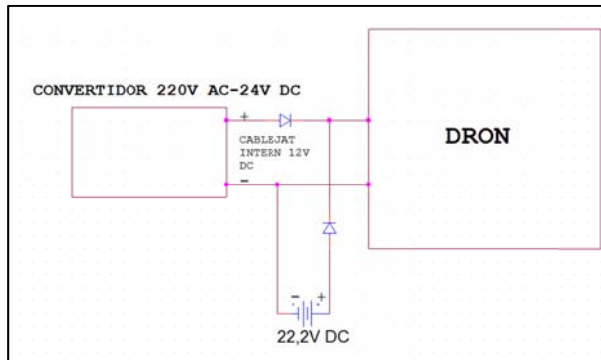 CONVERTIDOR 220V AC-24V DC
+
CABLEJAT
INTERN 12V
DC
−
DRON
− +
22,2V DC